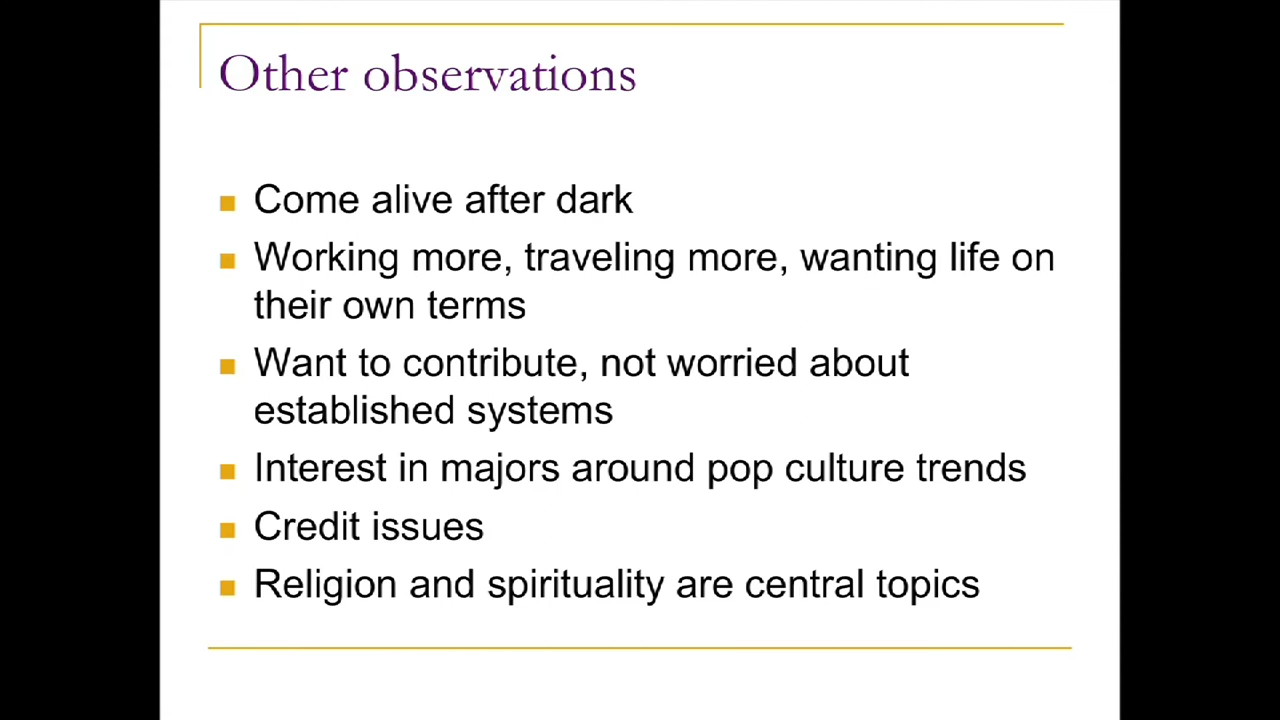 Other observations
Come alive after dark
Working more, traveling more, wanting life on
their own terms
Want to contribute, not worried about
established systems
Interest in majors around pop culture trends
Credit issues
Religion and spirituality are central topics